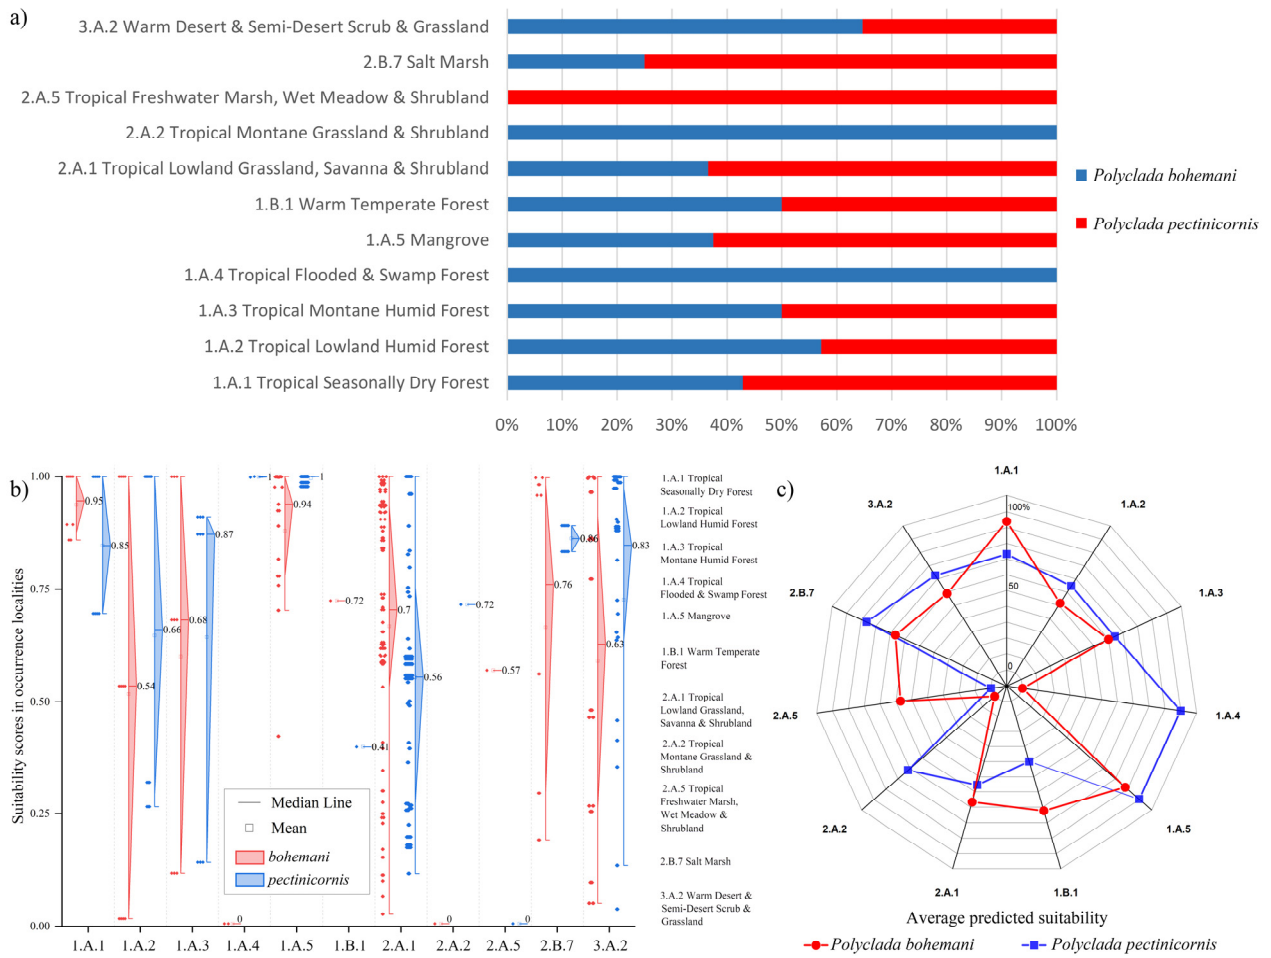 a)
3.A.2 Warm Desert & Semi-Desert Scrub & Grassland
2.B.7 Salt Marsh
2.A.5 Tropical Freshwater Marsh, Wet Meadow & Shrubland
2.A.2 Tropical Montane Grassland & Shrubland
2.A.1 Tropical Lowland Grassland, Savanna & Shrubland
1.B.1 Warm Temperate Forest
1.A.5 Mangrove
1.A.4 Tropical Flooded & Swamp Forest
1.A.3 Tropical Montane Humid Forest
1.A.2 Tropical Lowland Humid Forest
1.A.1 Tropical Seasonally Dry Forest
0% 10% 20% 30% 40% 50% 60% 70% 80% 90% 100%
Polyclada bohemani
Polyclada pectinicornis
b)
Suitability scores in occurrence localities
1.00
0.75
0.50
0.25
0.00
0.95
0.85
0.54
0.66
0.68
0.87
0
1
0.94
1
0.72
0.41
0.7
0.56
0
0.72
0.57
0
0.76
0.86
0.63
0.83
Median Line
Mean
bohemani
pectinicornis
1.A.1 1.A.2 1.A.3 1.A.4 1.A.5 1.B.1 2.A.1 2.A.2 2.A.5 2.B.7 3.A.2
1.A.1 Tropical
Seasonally Dry Forest
1.A.2 Tropical
Lowland Humid Forest
1.A.3 Tropical
Montane Humid Forest
1.A.4 Tropical
Flooded & Swamp Forest
1.A.5 Mangrove
1.B.1 Warm Temperate
Forest
2.A.1 Tropical
Lowland Grassland,
Savanna & Shrubland
2.A.2 Tropical
Montane Grassland &
Shrubland
2.A.5 Tropical
Freshwater Marsh,
Wet Meadow &
Shrubland
2.B.7 Salt Marsh
3.A.2 Warm Desert &
Semi-Desert Scrub &
Grassland
c)
1.A.1
1.A.2
1.A.3
1.A.4
1.A.5
1.B.1
2.A.1
2.A.2
2.A.5
2.B.7
3.A.2
100%
50
0
Average predicted suitability
Polyclada bohemani
Polyclada pectinicornis